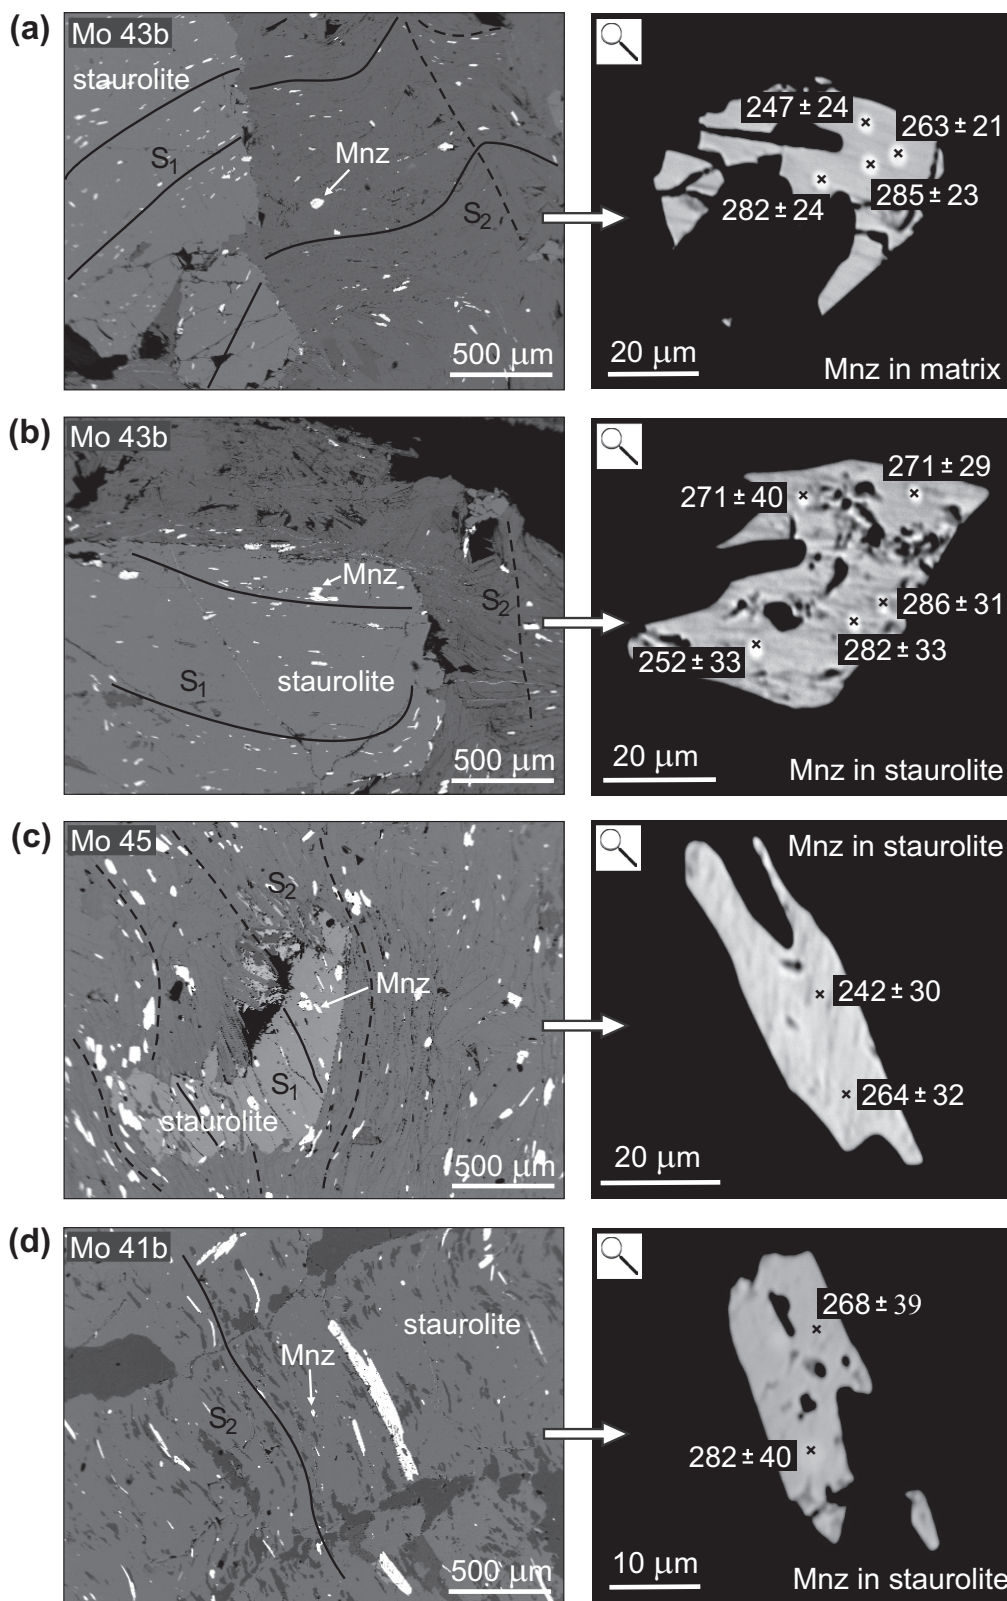 (a)
Mo 43b
staurolite
S1
Mnz
S2
500 μm
247 ± 24
263 ± 21
285 ± 23
282 ± 24
20 μm
Mnz in matrix
(b)
Mo 43b
Mnz
S2
S1
staurolite
500 μm
271 ± 29
271 ± 40
286 ± 31
282 ± 33
252 ± 33
20 μm
Mnz in staurolite
(c)
Mo 45
S2
Mnz
S1
staurolite
500 μm
Mnz in staurolite
242 ± 30
264 ± 32
20 μm
(d)
Mo 41b
staurolite
Mnz
S2
500 μm
268 ± 39
282 ± 40
10 μm
Mnz in staurolite